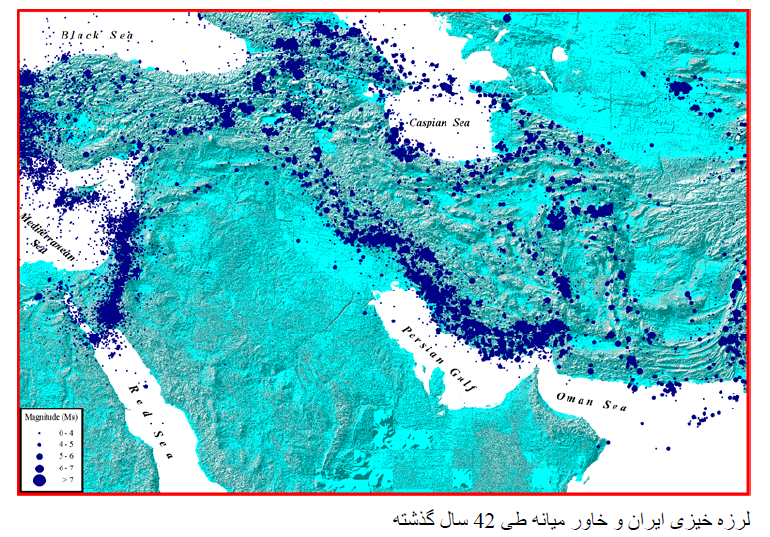 Black Sea
Caspian Sea
Mediterranean
Sea
Persian Gulf
Oman Sea
Red Sea
Magnitude (Ms)
0 - 4
4 - 5
5 - 6
6 - 7
> 7
لرزه خیزی ایران و خاور میانه طی 42 سال گذشته